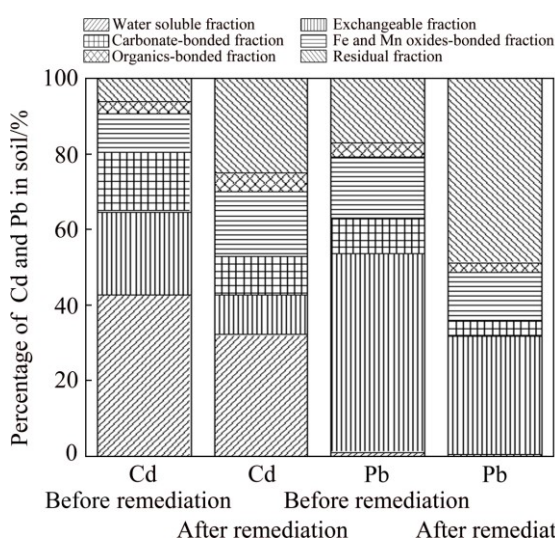 Water soluble fraction Exchangeable fraction
Carbonate-bonded fraction Fe and Mn oxides-bonded fraction
Organics-bonded fraction Residual fraction
Percentage of Cd and Pb in soil/%
100
80
60
40
20
0
Cd Cd Pb Pb
Before remediation Before remediation
After remediation After remediat